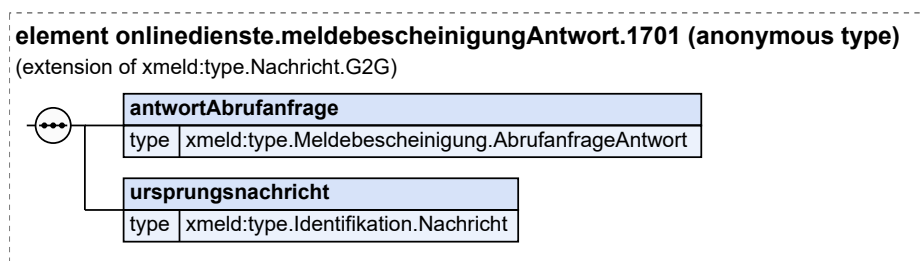 element onlinedienste.meldebescheinigungAntwort.1701 (anonymous type)
(extension of xmeld:type.Nachricht.G2G)
antwortAbrufanfrage
type xmeld:type.Meldebescheinigung.AbrufanfrageAntwort
ursprungsnachricht
type xmeld:type.Identifikation.Nachricht